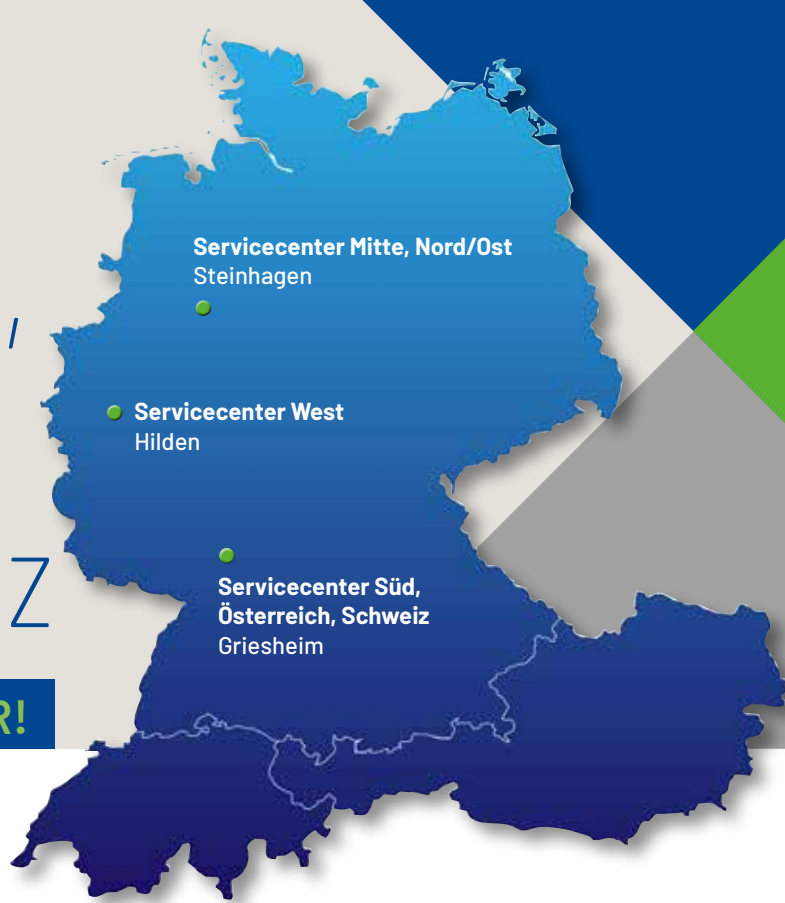 Servicecenter Mitte, Nord/Ost
Steinhagen
/
Servicecenter West
Hilden
Z
Servicecenter Süd,
Österreich, Schweiz
Griesheim
R!